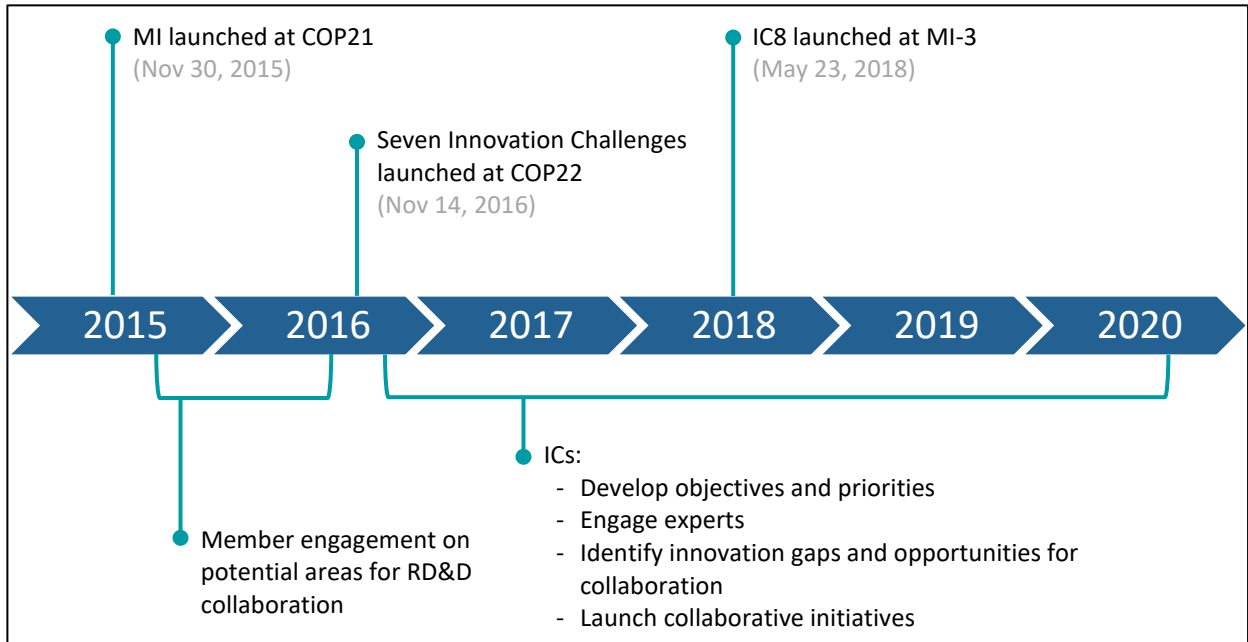 MI launched at COP21
(Nov 30, 2015)
IC8 launched at MI-3
(May 23, 2018)
Seven Innovation Challenges
launched at COP22
(Nov 14, 2016)
2015
2016
2017
2018
2019
2020
Member engagement on
potential areas for RD&D
collaboration
ICs:
- Develop objectives and priorities
- Engage experts
- Identify innovation gaps and opportunities for
collaboration
- Launch collaborative initiatives